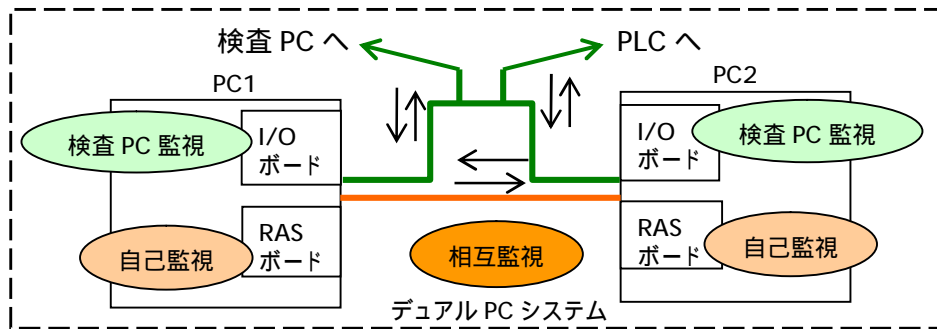 検査 PC へ
PLC へ
PC1
PC2
検査 PC 監視
I/O
ボード
I/O
ボード
検査 PC 監視
自己監視
RAS
ボード
相互監視
RAS
ボード
自己監視
デュアル PC システム